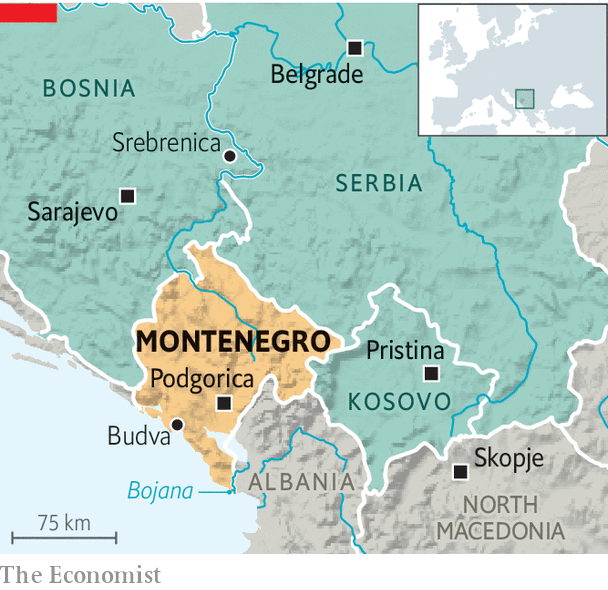 Belgrade
BOSNIA
Srebrenica
SERBIA
Sarajevo
MONTENEGRO
Pristina
Podgorica
KOSOVO
Budva
Skopje
Bojana
ALBANIA
NORTH
MACEDONIA
75 km
The Economist